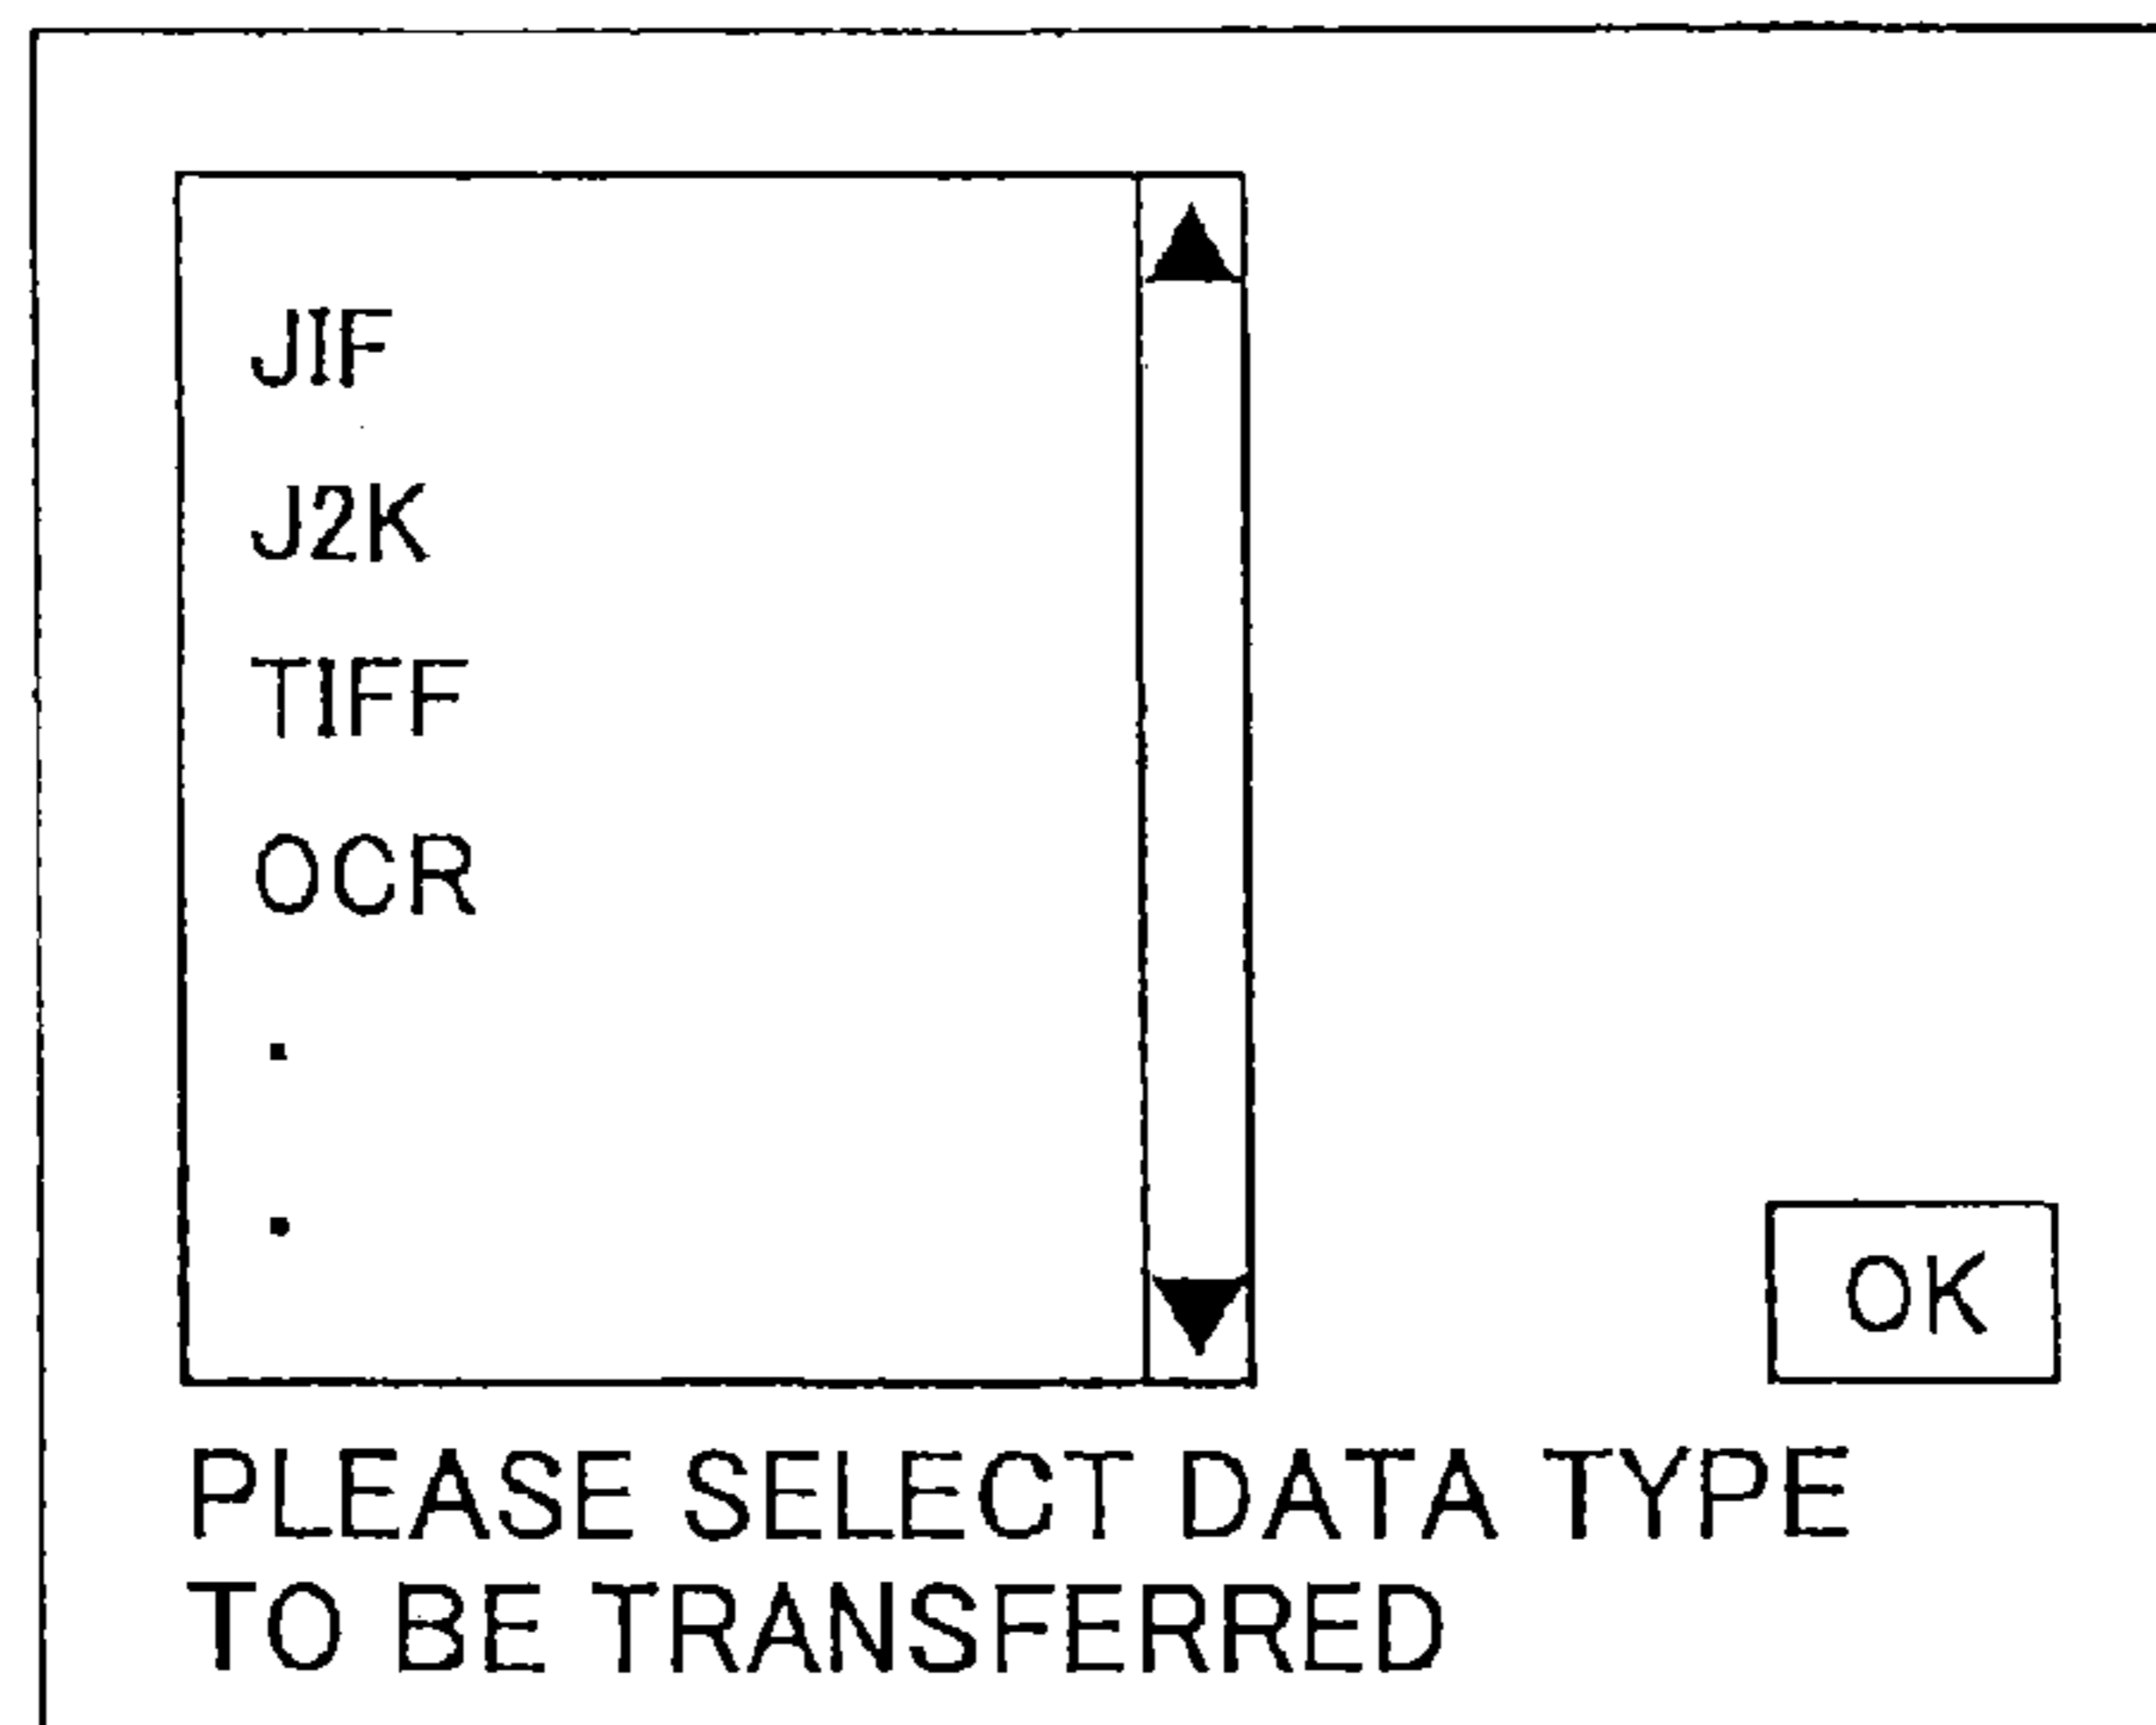 JIF
J2K
TIFF
OCR
.
.
OK
PLEASE SELECT DATA TYPE
TO BE TRANSFERRED